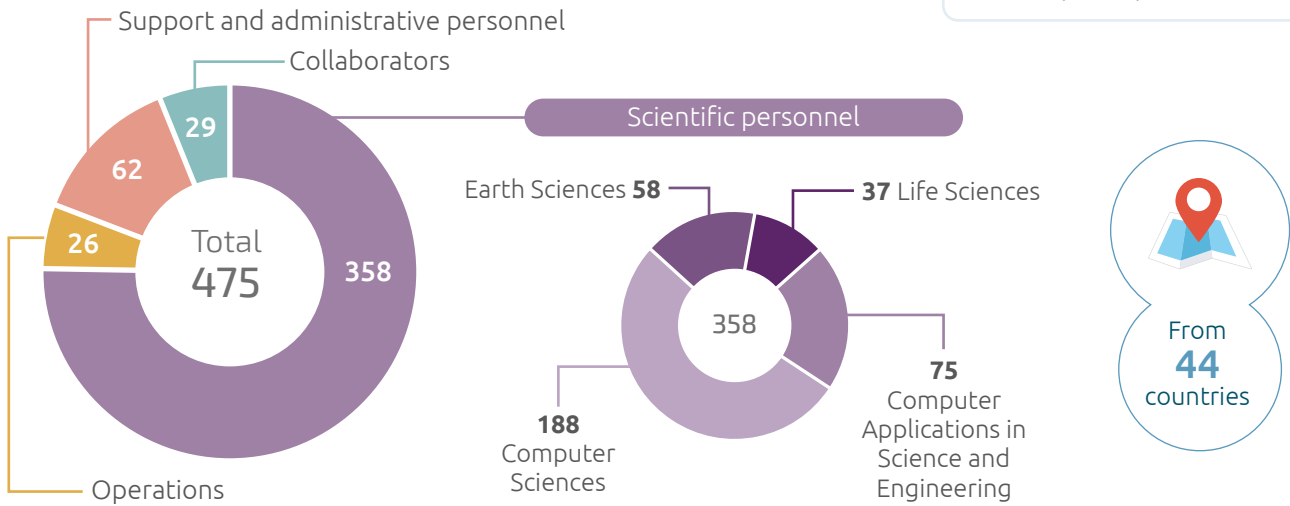 Support and administrative personnel
Collaborators
29
62
26
Total
475
358
Operations
Scientific personnel
Earth Sciences 58
37 Life Sciences
358
188
Computer
Sciences
75
Computer
Applications in
Science and
Engineering
From
44
countries